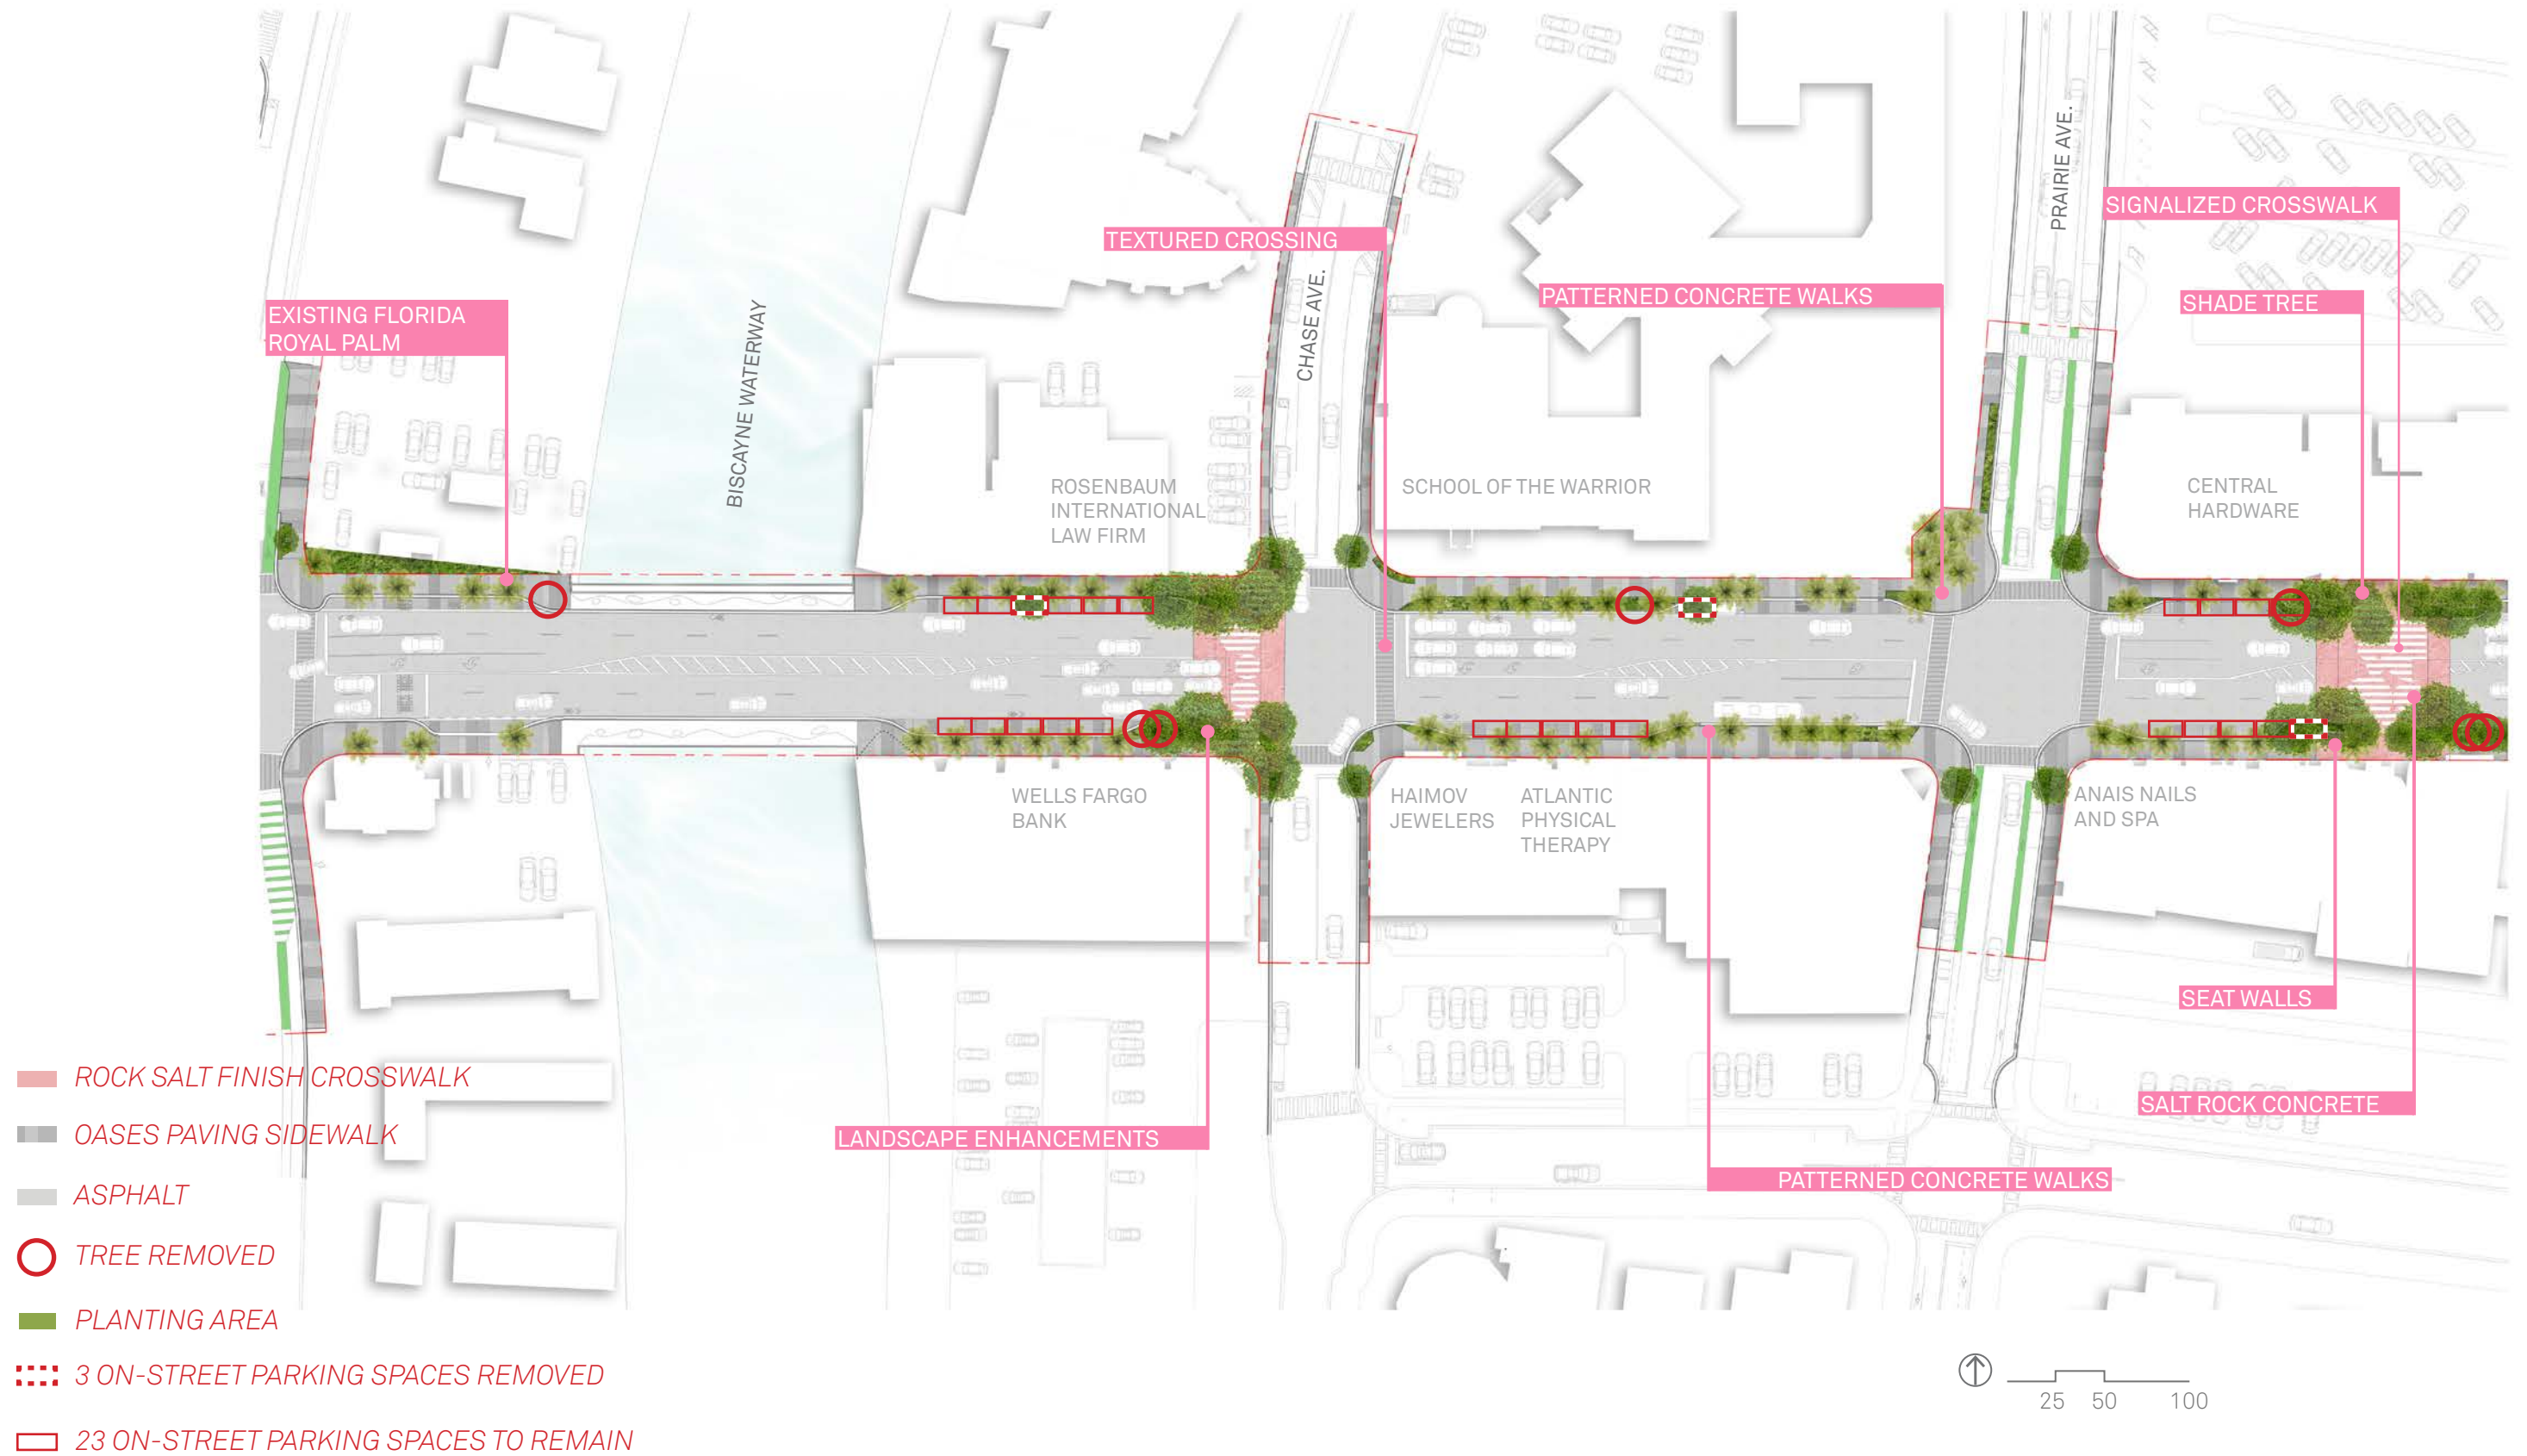 PRAIRIE AVE.
SIGNALIZED CROSSWALK
TEXTURED CROSSING
PATTERNED CONCRETE WALKS
SHADE TREE
EXISTING FLORIDA
ROYAL PALM
CHASE AVE.
BISCAYNE WATERWAY
ROSENBAUM
INTERNATIONAL
LAW FIRM
SCHOOL OF THE WARRIOR
CENTRAL
HARDWARE
WELLS FARGO
BANK
HAIMOV
JEWELERS
ATLANTIC
PHYSICAL
THERAPY
ANAIS NAILS
AND SPA
SEAT WALLS
SALT ROCK CONCRETE
LANDSCAPE ENHANCEMENTS
PATTERNED CONCRETE WALKS
ROCK SALT FINISH CROSSWALK
OASES PAVING SIDEWALK
ASPHALT
TREE REMOVED
PLANTING AREA
3 ON-STREET PARKING SPACES REMOVED
23 ON-STREET PARKING SPACES TO REMAIN
25 50 100